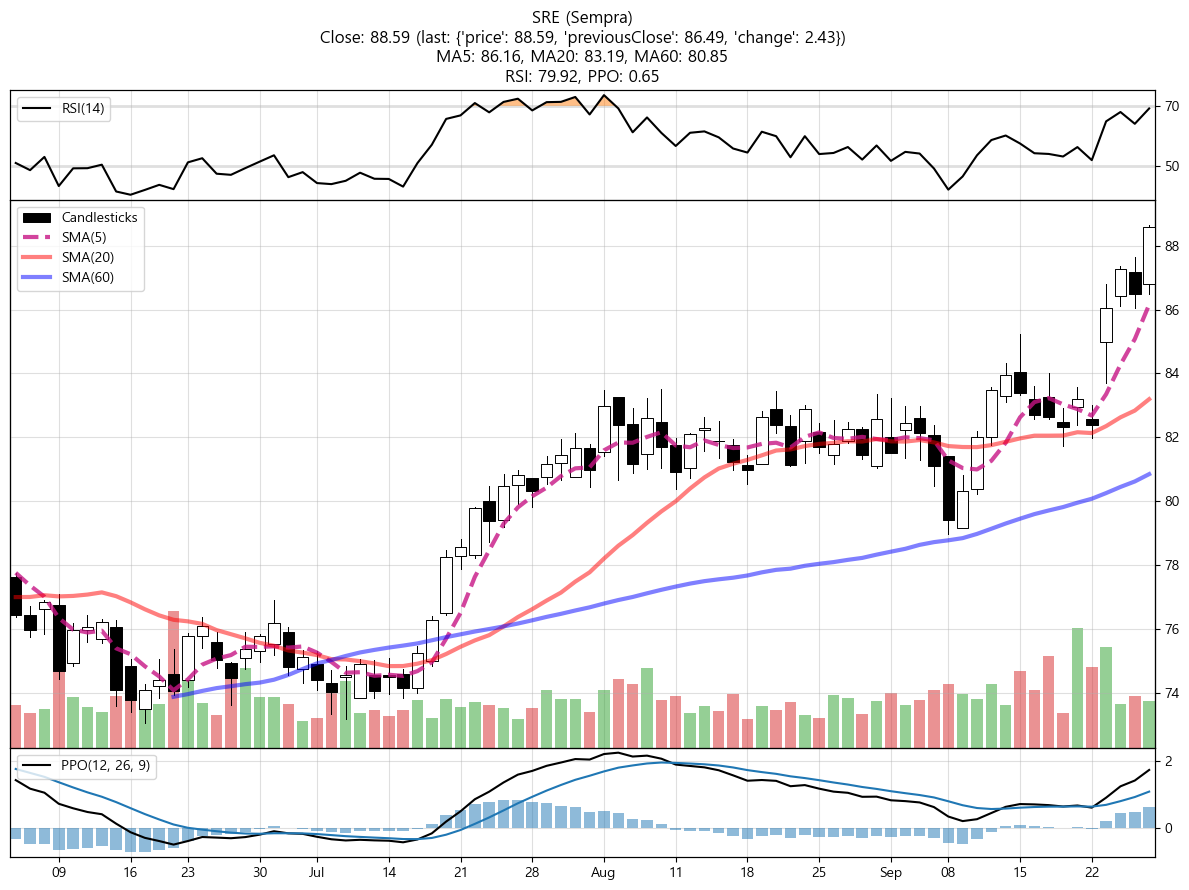 SRE (Sempra)
Close: 88.59 (last: {'price': 88.59, 'previousClose': 86.49, 'change': 2.43})
MA5: 86.16, MA20: 83.19, MA60: 80.85
RSI: 79.92, PPO: 0.65
RSI(14)
70
50
Candlesticks
SMA(5)
SMA(20)
SMA(60)
88
86
84
82
80
78
76
74
PPO(12, 26, 9)
2
0
09 16 23 30 Jul 14 21 28 Aug 11 18 25 Sep 08 15 22